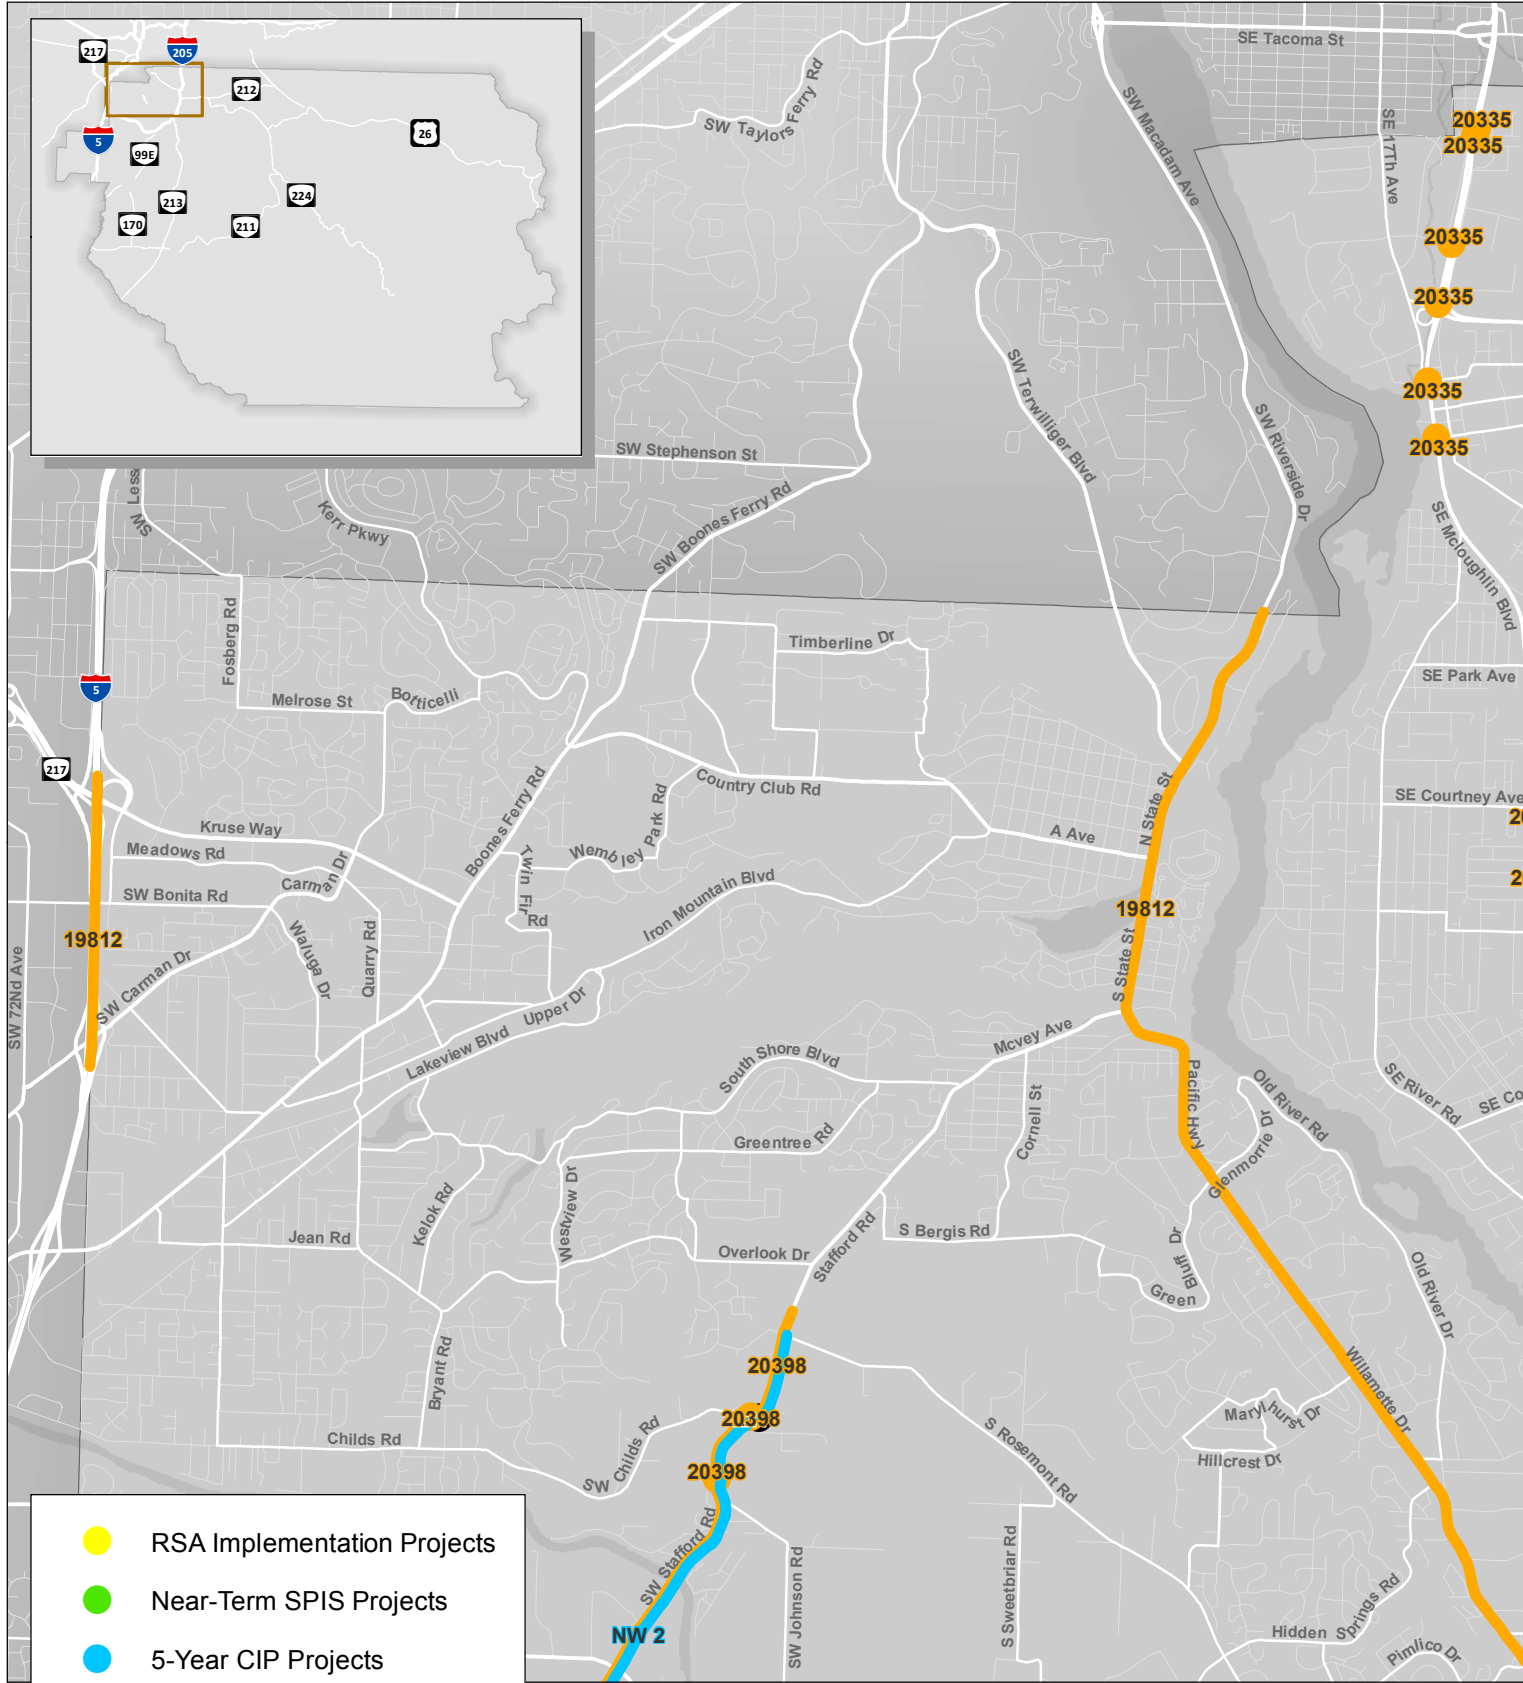 217
205
212
26
5
99E
213
224
170
211
SE Tacoma St
SW Taylors Ferry Rd
SW Macadam Ave
SE 17Th Ave
20335
20335
20335
20335
20335
20335
SW Terwilliger Blvd
SW Riverside Dr
SW Stephenson St
SW Boones Ferry Rd
Kerr Pkwy
SE Mcloughlin Blvd
Fosberg Rd
Timberline Dr
SE Park Ave
5
Melrose St
Botticelli
217
Country Club Rd
SE Courtney Ave
Kruse Way
Meadows Rd
Boones Ferry Rd
Wembley Park Rd
N State St
A Ave
Carman Dr
SW Bonita Rd
Twin Fir Rd
Iron Mountain Blvd
19812
19812
Waluga Dr
Quarry Rd
SW 72Nd Ave
SW Carman Dr
S State St
Upper Dr
Lakeview Blvd
South Shore Blvd
Mcvey Ave
Pacific Hwy
Old River Rd
SE River Rd
SE Co
Cornell St
Glenmorrie Dr
Greentree Rd
Westview Dr
Kelok Rd
Jean Rd
Overlook Dr
Stafford Rd
S Bergis Rd
Green Bluff Dr
Old River Dr
Bryant Rd
20398
20398
20398
Willamette Dr
Marylhurst Dr
Hillcrest Dr
Childs Rd
SW Childs Rd
S Rosemont Rd
SW Stafford Rd
SW Johnson Rd
S Sweetbriar Rd
Hidden Springs Rd
Pimlico Dr
NW 2
RSA Implementation Projects
Near-Term SPIS Projects
5-Year CIP Projects